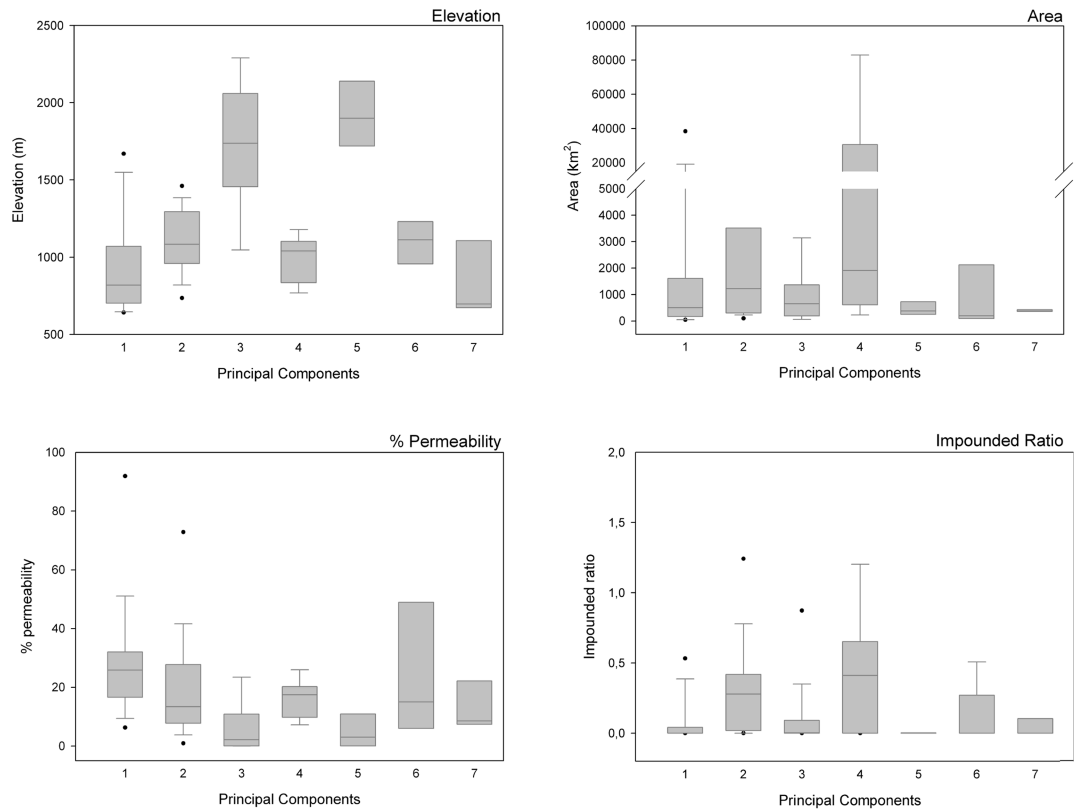 Elevation
2500
2000
1500
1000
500
Elevation (m)
1 2 3 4 5 6 7
Principal Components
Area
100000
80000
60000
40000
20000
5000
4000
3000
2000
1000
0
Area (km²)
1 2 3 4 5 6 7
Principal Components
% Permeability
100
80
60
40
20
0
% permeability
1 2 3 4 5 6 7
Principal Components
Impounded Ratio
2,0
1,5
1,0
0,5
0,0
Impounded ratio
1 2 3 4 5 6 7
Principal Components